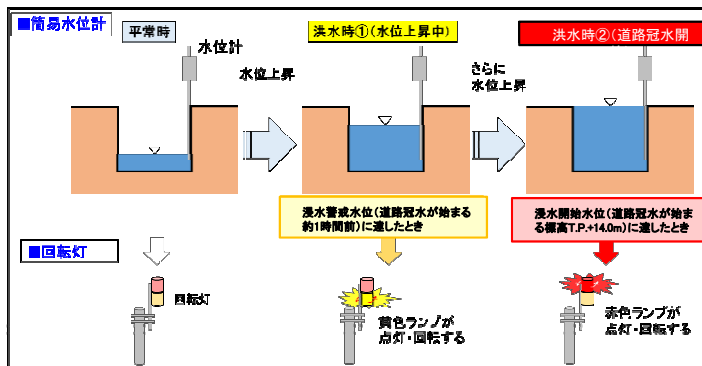 ■簡易水位計
平常時
洪水時①(水位上昇中)
洪水時②(道路冠水開
水位計
水位上昇
さらに
水位上昇
浸水警戒水位(道路冠水が始まる
約1時間前)に達したとき
浸水開始水位(道路冠水が始ま
る標高T.P.+14.0m)に達したとき
■回転灯
回転灯
黄色ランプが
点灯・回転する
赤色ランプが
点灯・回転する